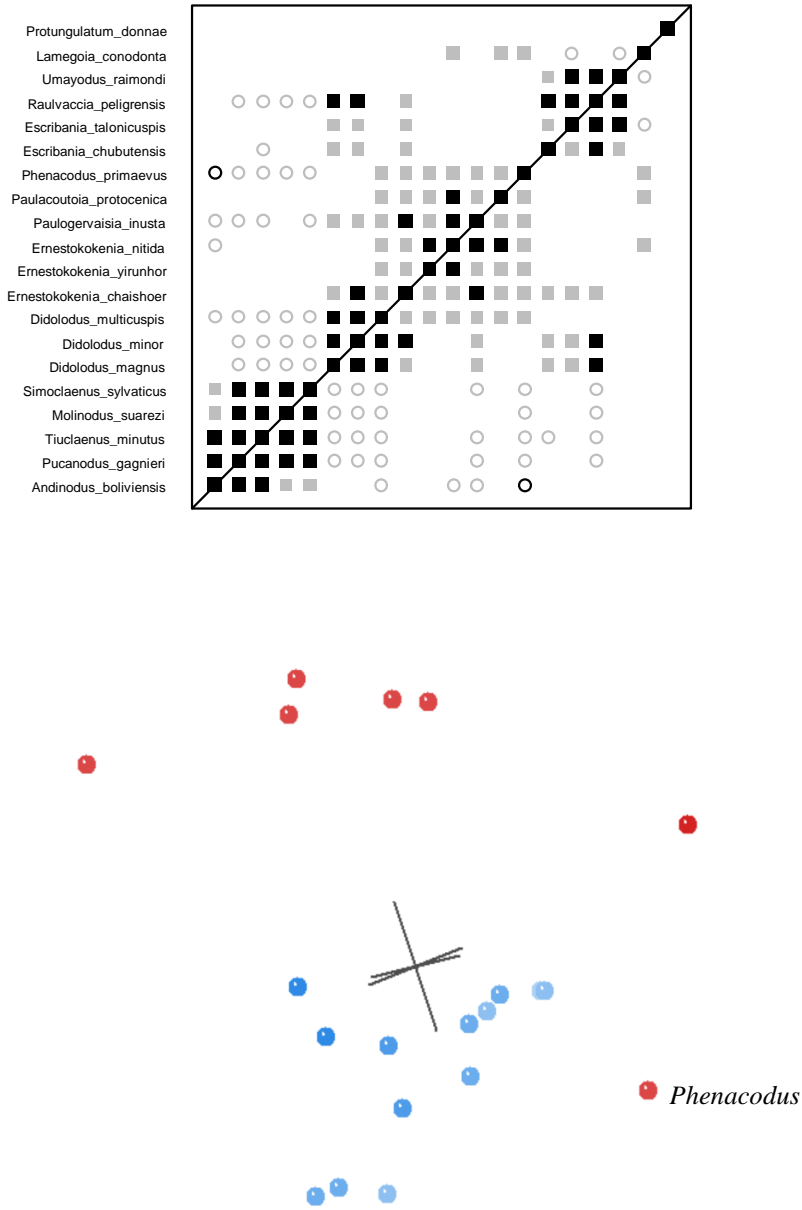 Protungulatum_donnae
Lamegoia_conodonta
Umayodus_raimondi
Raulvaccia_peligrensis
Escribania_talonicuspis
Escribania_chubutensis
Phenacodus_primaevus
Paulacoutoia_protocenica
Paulogervaisia_inusta
Ernestokokenia_nitida
Ernestokokenia_yirunhor
Ernestokokenia_chaishoer
Didolodus_multicuspis
Didolodus_minor
Didolodus_magnus
Simoclaenus_sylvaticus
Molinodus_suarezi
Tiuclaenus_minutus
Pucanodus_gagnieri
Andinodus_boliviensis
Phenacodus